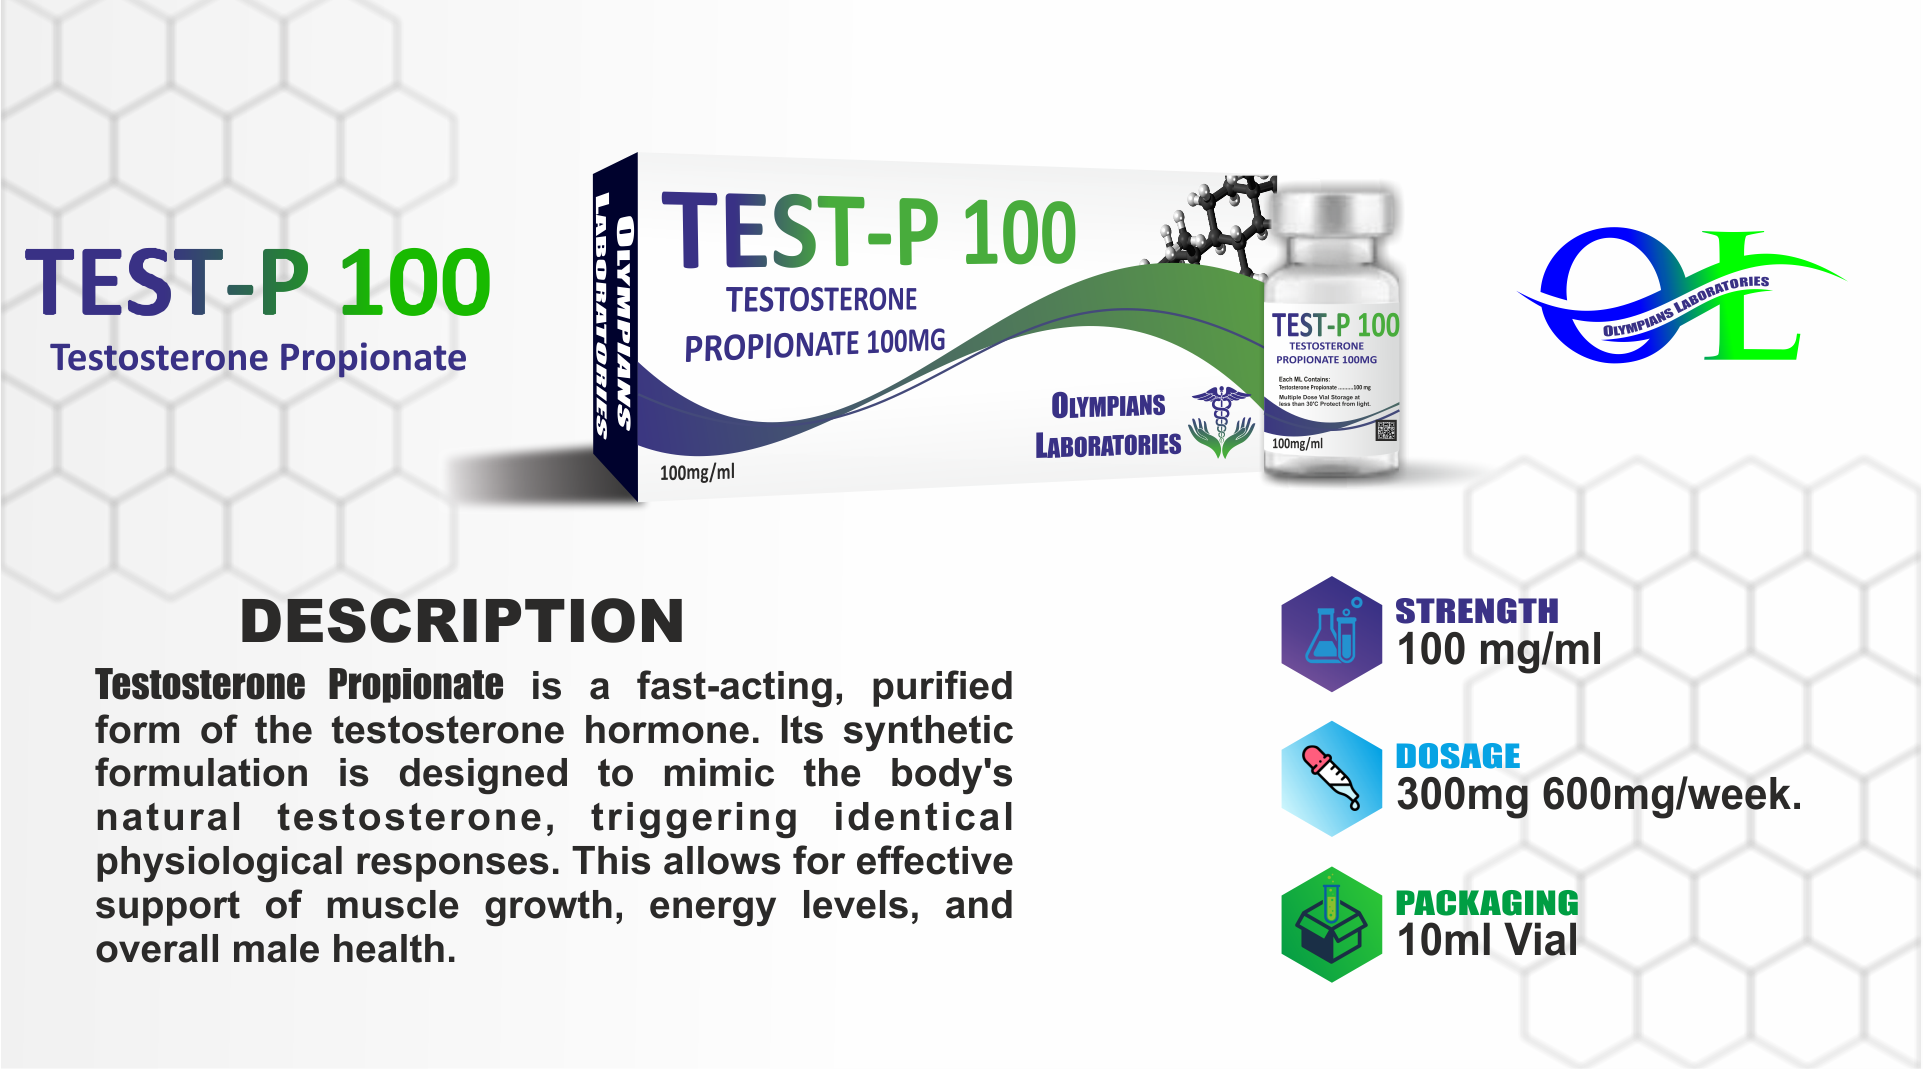 TEST-P 100
Testosterone Propionate
OLYMPIANS
LABORATORIES
TEST-P 100
TESTOSTERONE
PROPIONATE 100MG
OLYMPIANS
LABORATORIES
100mg/ml
TEST-P 100
TESTOSTERONE
PROPIONATE 100MG
Each ML Contains:
Testosterone Propionate .........100 mg
Multiple Dose Vial Storage at
less than 30°C Protect from light.
100mg/ml
OL
OLYMPIANS LABORATORIES
DESCRIPTION
Testosterone Propionate is a fast-acting, purified
form of the testosterone hormone. Its synthetic
formulation is designed to mimic the body's
natural testosterone, triggering identical
physiological responses. This allows for effective
support of muscle growth, energy levels, and
overall male health.
STRENGTH
100 mg/ml
DOSAGE
300mg 600mg/week.
PACKAGING
10ml Vial